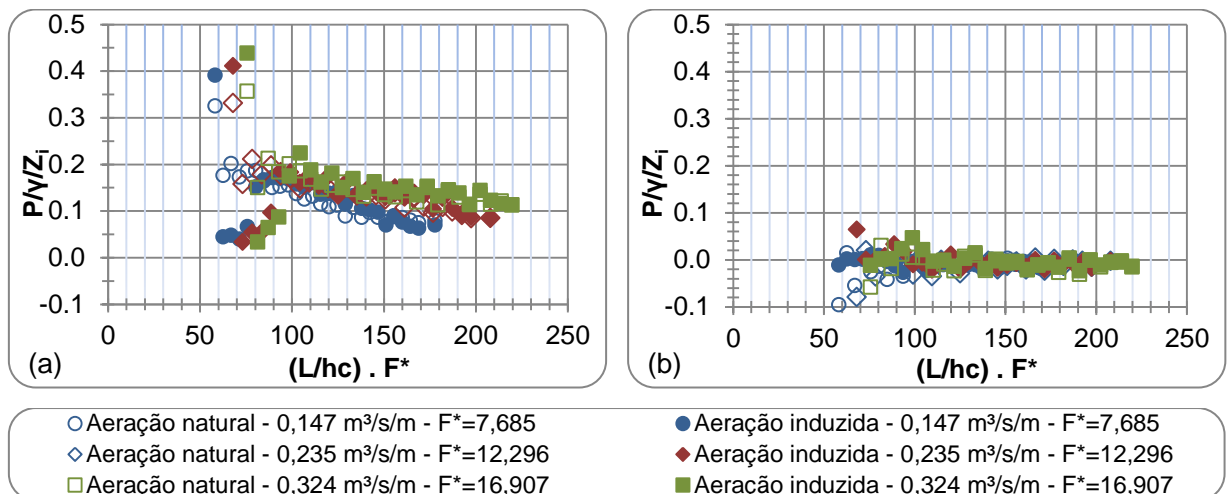 0.5
0.4
0.3
0.2
0.1
0.0
-0.1
P/γ/Zi
0 50 100 150 200 250
(a)
(L/hc) . F*
0.5
0.4
0.3
0.2
0.1
0.0
-0.1
P/γ/Zi
0 50 100 150 200 250
(b)
(L/hc) . F*
Aeração natural - 0,147 m³/s/m - F*=7,685
Aeração induzida - 0,147 m³/s/m - F*=7,685
Aeração natural - 0,235 m³/s/m - F*=12,296
Aeração induzida - 0,235 m³/s/m - F*=12,296
Aeração natural - 0,324 m³/s/m - F*=16,907
Aeração induzida - 0,324 m³/s/m - F*=16,907